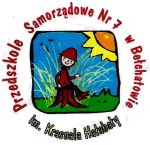 Przedszkole Samorządowe Nr 7 w Bełchatowie
im. Krasnala Hałabały